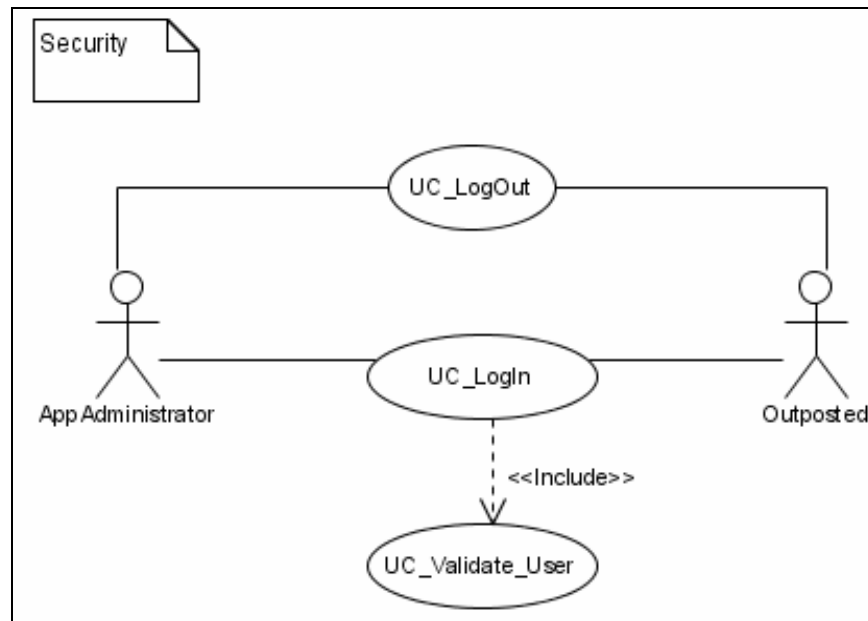 Security
UC_LogOut
UC_LogIn
App Administrator
Outposted
<<Include>>
UC_Validate_User